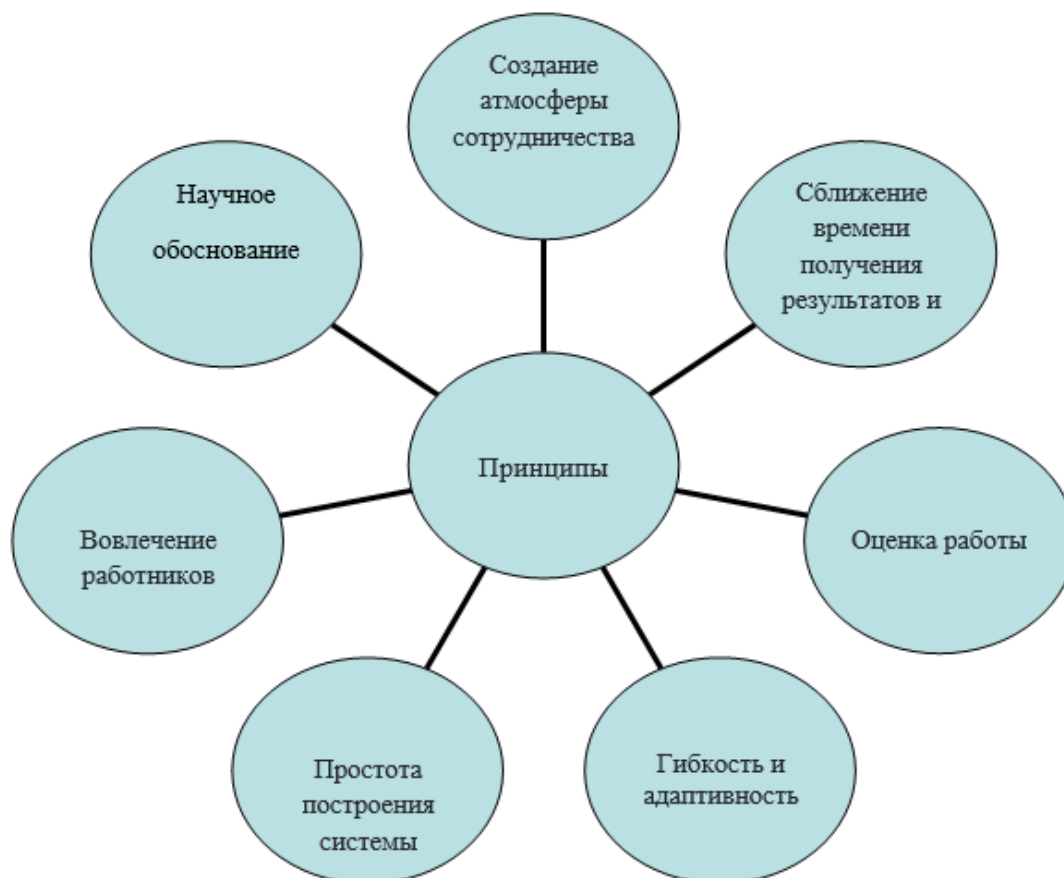 Создание
атмосферы
сотрудничества
Сближение
времени
получения
результатов и
Научное
обоснование
Принципы
Вовлечение
работников
Оценка работы
Простота
построения
системы
Гибкость и
адаптивность